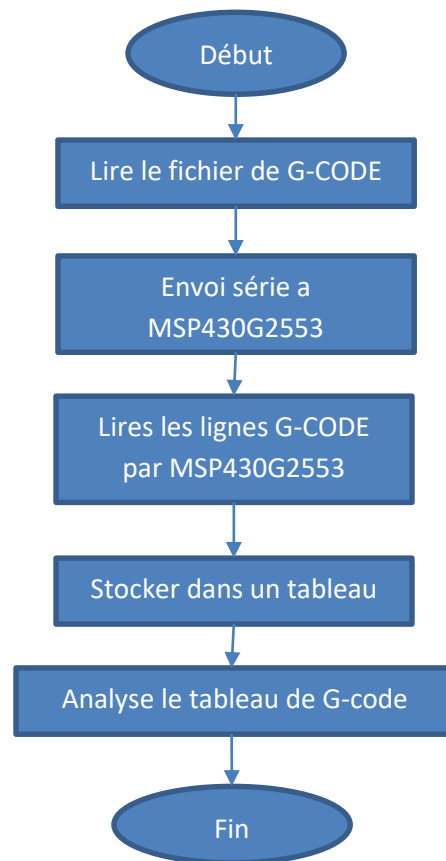 Début
Lire le fichier de G-CODE
Envoi série a
MSP430G2553
Lires les lignes G-CODE
par MSP430G2553
Stocker dans un tableau
Analyse le tableau de G-code
Fin